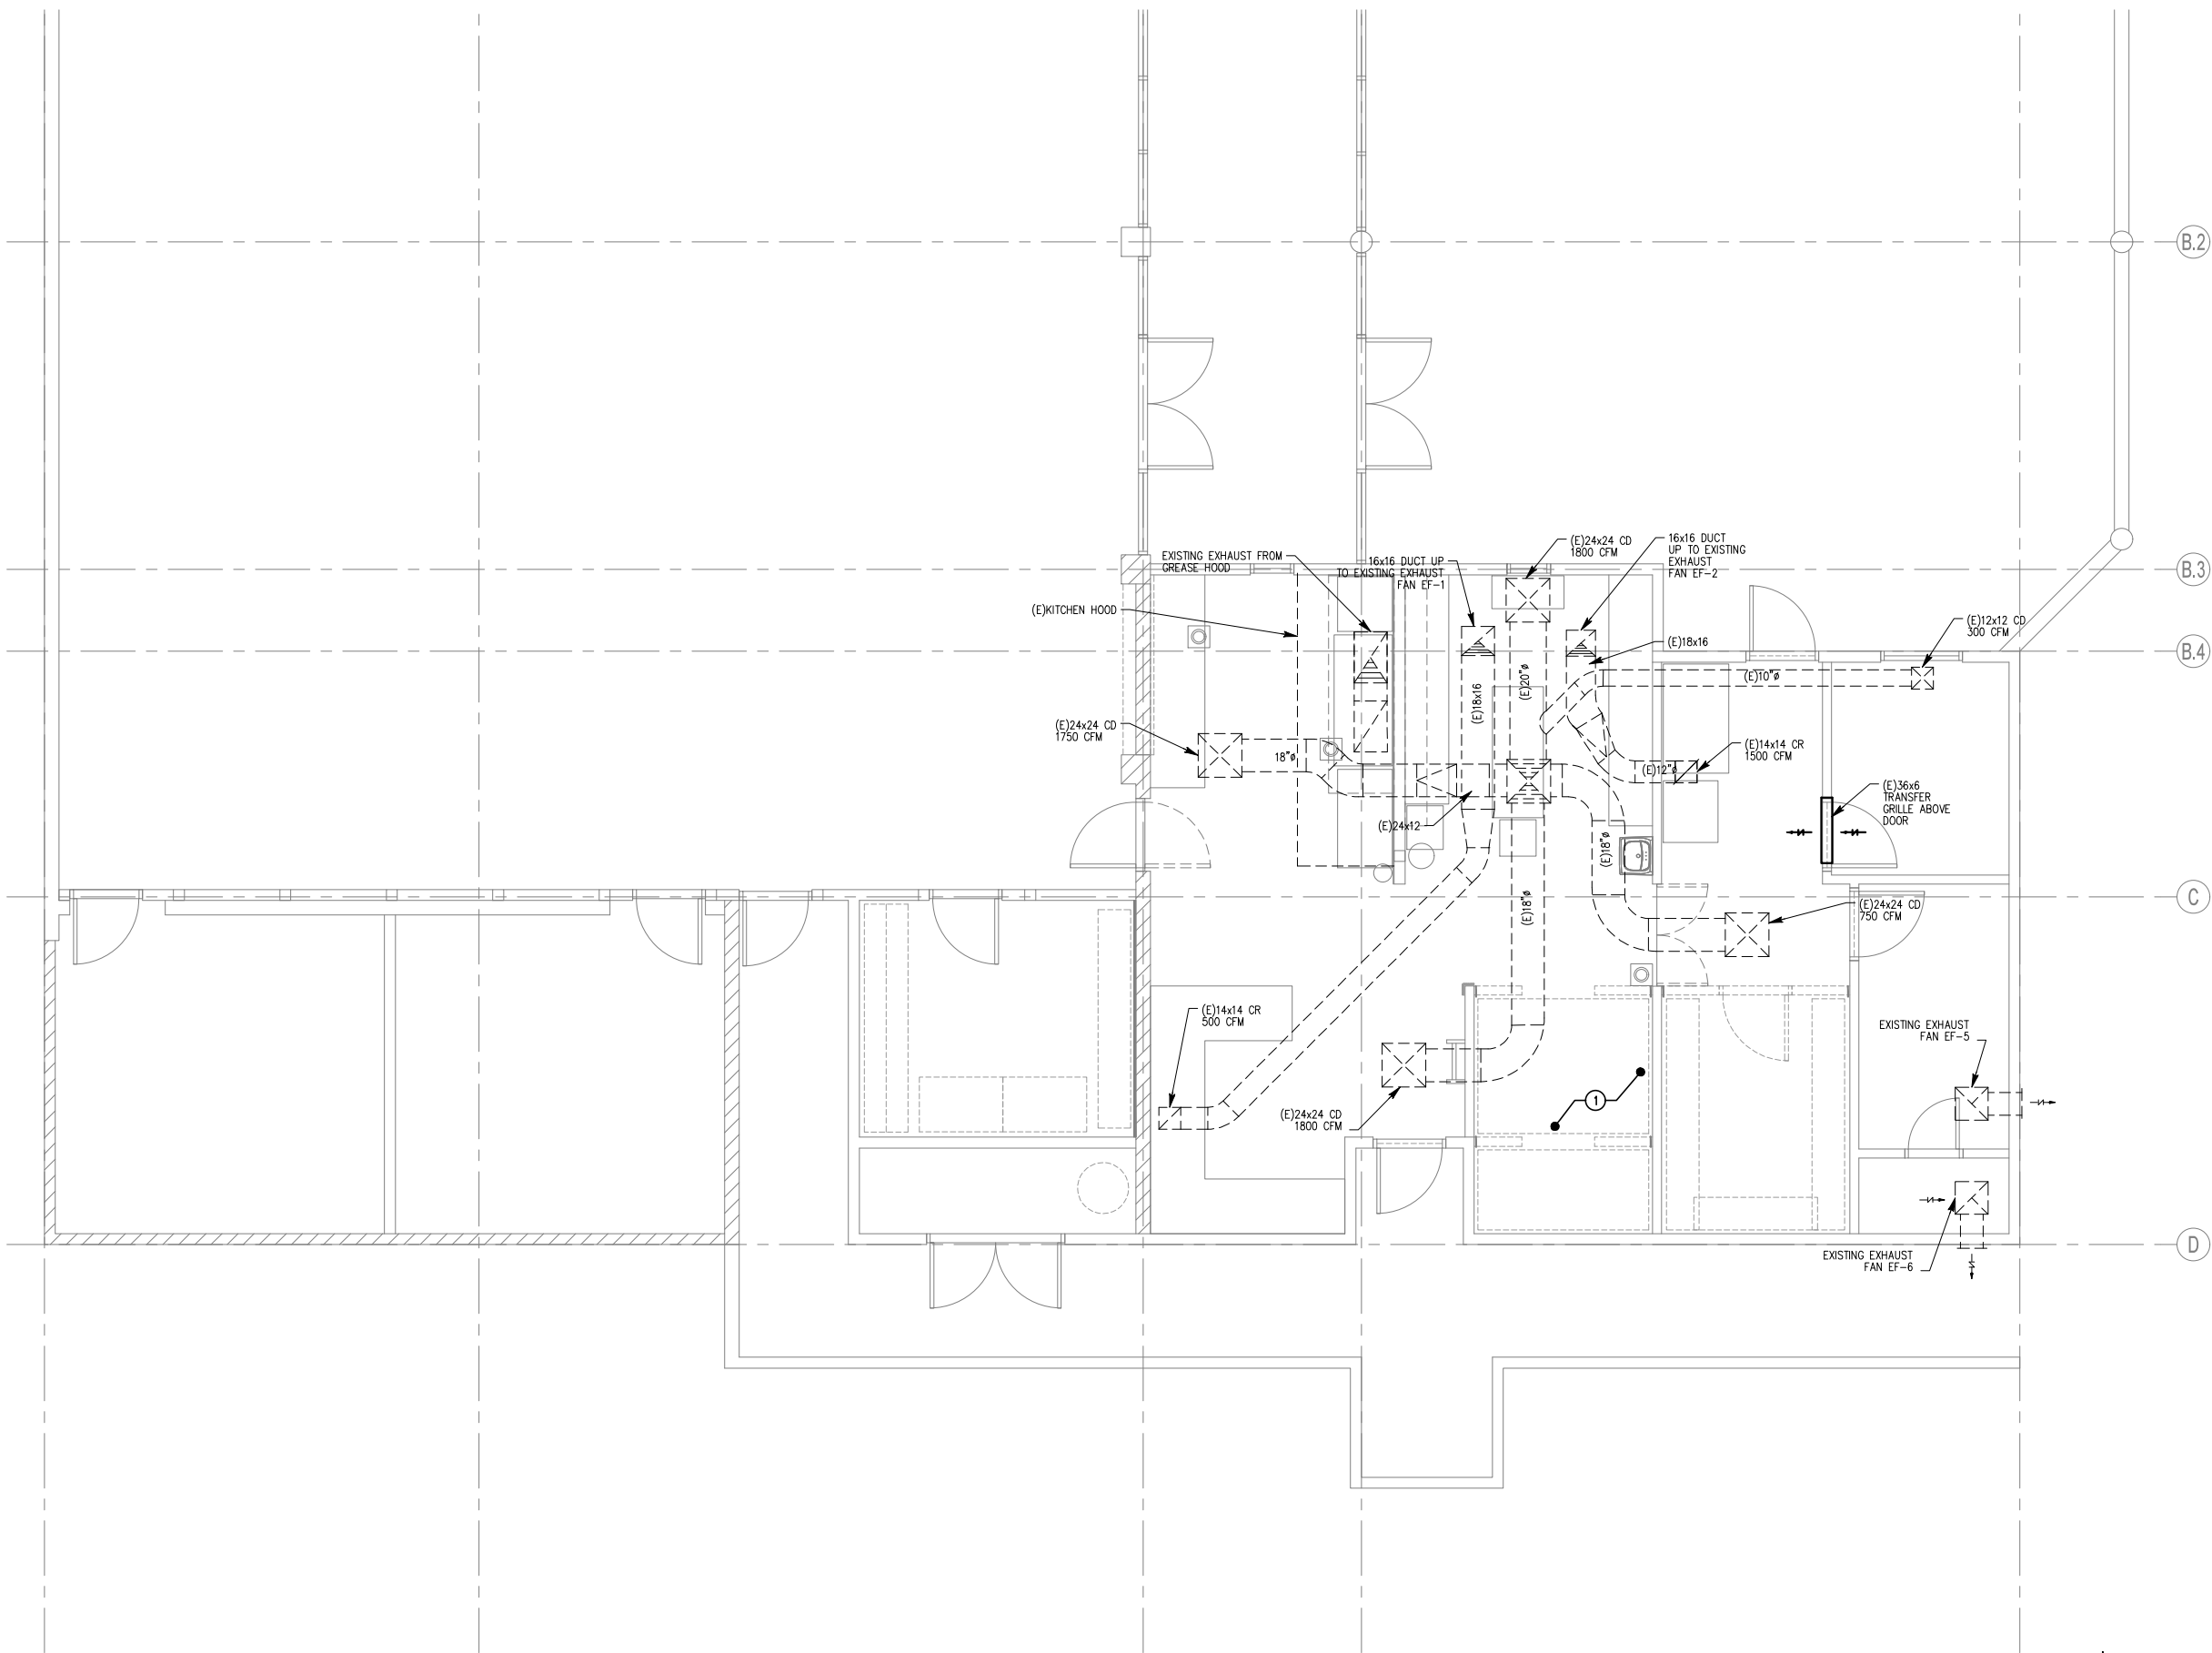 B.2
(E)24x24 CD
1800 CFM
16x16 DUCT
UP TO EXISTING
EXHAUST
FAN EF-2
EXISTING EXHAUST FROM
GREASE HOOD
16x16 DUCT UP
TO EXISTING EXHAUST
FAN EF-1
B.3
(E)KITCHEN HOOD
(E)18x16
(E)12x12 CD
300 CFM
B.4
(E)20"ø
(E)10"ø
(E)18x16
(E)24x24 CD
1750 CFM
18"ø
(E)14x14 CR
1500 CFM
(E)12"ø
(E)36x6
TRANSFER
GRILLE ABOVE
DOOR
(E)24x12
(E)18"ø
(E)18"ø
(E)24x24 CD
750 CFM
C
(E)14x14 CR
500 CFM
EXISTING EXHAUST
FAN EF-5
1
(E)24x24 CD
1800 CFM
D
EXISTING EXHAUST
FAN EF-6